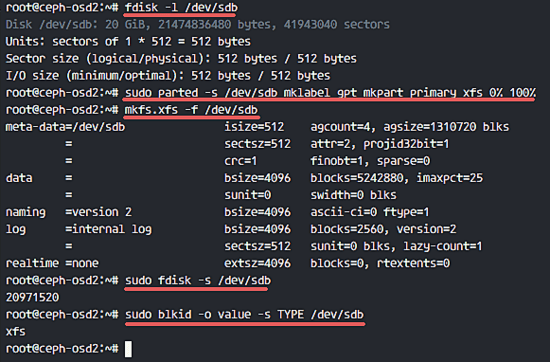 root@ceph-osd2:~# fdisk -l /dev/sdb
Disk /dev/sdb: 20 GiB, 21474836480 bytes, 41943040 sectors
Units: sectors of 1 * 512 = 512 bytes
Sector size (logical/physical): 512 bytes / 512 bytes
I/O size (minimum/optimal): 512 bytes / 512 bytes
root@ceph-osd2:~# sudo parted -s /dev/sdb mklabel gpt mkpart primary xfs 0% 100%
root@ceph-osd2:~# mkfs.xfs -f /dev/sdb
meta-data=/dev/sdb isize=512 agcount=4, agsize=1310720 blks
= sectsz=512 attr=2, projid32bit=1
= crc=1 finobt=1, sparse=0
data = bsize=4096 blocks=5242880, imaxpct=25
= sunit=0 swidth=0 blks
naming =version 2 bsize=4096 ascii-ci=0 ftype=1
log =internal log bsize=4096 blocks=2560, version=2
= sectsz=512 sunit=0 blks, lazy-count=1
realtime =none extsz=4096 blocks=0, rtextents=0
root@ceph-osd2:~# sudo fdisk -s /dev/sdb
20971520
root@ceph-osd2:~# sudo blkid -o value -s TYPE /dev/sdb
xfs
root@ceph-osd2:~#